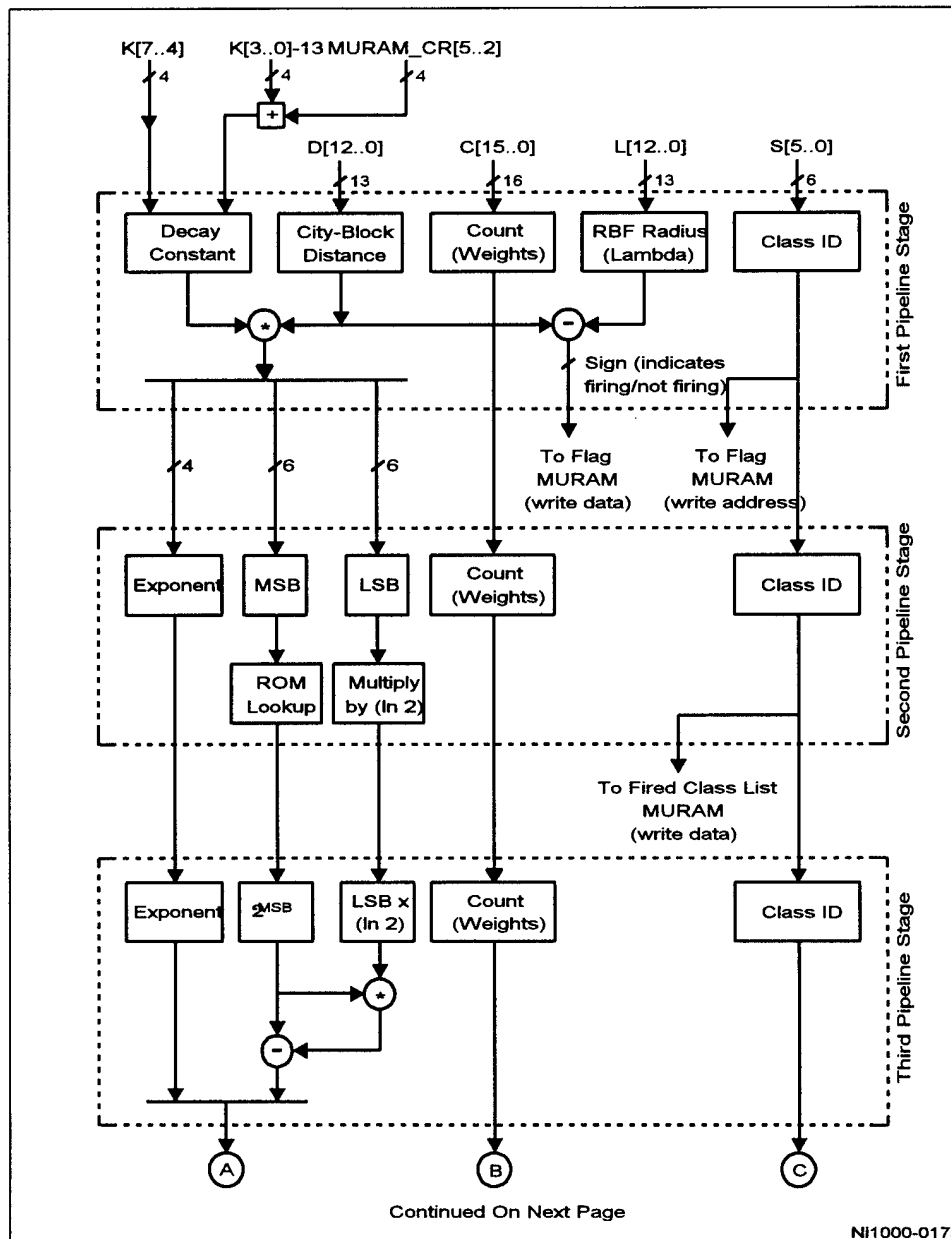 K[7..4]
K[3..0]-13 MURAM_CR[5..2]
4
4
4
+
D[12..0]
C[15..0]
L[12..0]
S[5..0]
13
16
13
6
Decay
Constant
City-Block
Distance
Count
(Weights)
RBF Radius
(Lambda)
Class ID
First Pipeline Stage
*
-
Sign (indicates
firing/not firing)
To Flag
MURAM
(write data)
To Flag
MURAM
(write address)
4
6
6
Exponent
MSB
LSB
Count
(Weights)
Class ID
Second Pipeline Stage
ROM
Lookup
Multiply
by (ln 2)
To Fired Class List
MURAM
(write data)
Exponent
2MSB
LSB x
(ln 2)
Count
(Weights)
Class ID
Third Pipeline Stage
*
-
A
B
C
Continued On Next Page
Ni1000-017